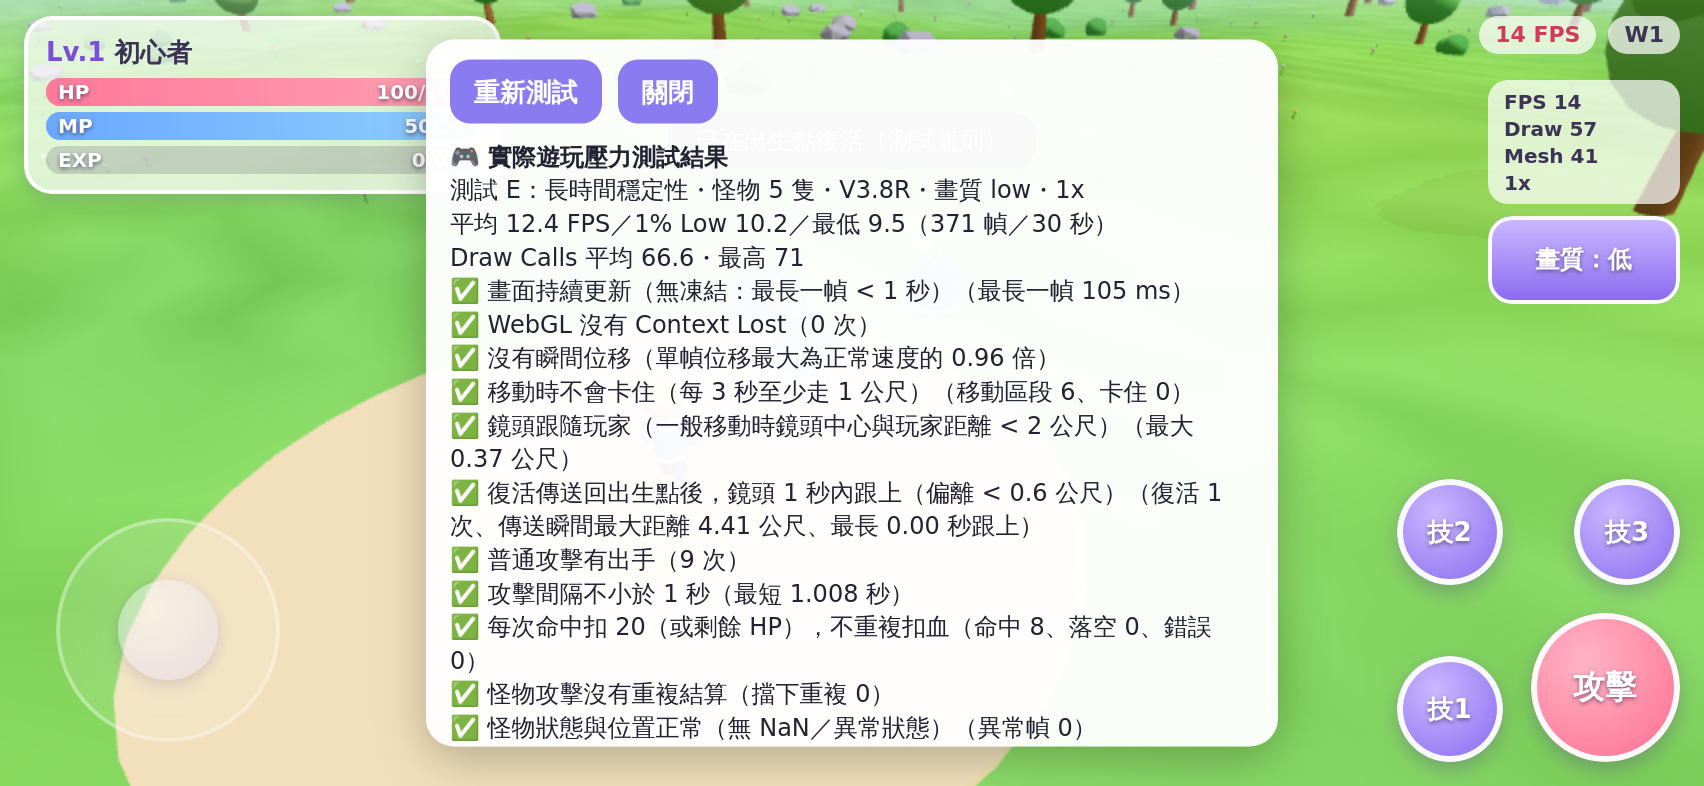 Lv.1 初心者
HP 100/
MP 50/50
EXP 0
重新測試
關閉
已在出生點復活（測試規則）
🎮 實際遊玩壓力測試結果
測試 E：長時間穩定性・怪物 5 隻・V3.8R・畫質 low・1x
平均 12.4 FPS／1% Low 10.2／最低 9.5（371 幀／30 秒）
Draw Calls 平均 66.6・最高 71
✅ 畫面持續更新（無凍結：最長一幀 < 1 秒）（最長一幀 105 ms）
✅ WebGL 沒有 Context Lost（0 次）
✅ 沒有瞬間位移（單幀位移最大為正常速度的 0.96 倍）
✅ 移動時不會卡住（每 3 秒至少走 1 公尺）（移動區段 6、卡住 0）
✅ 鏡頭跟隨玩家（一般移動時鏡頭中心與玩家距離 < 2 公尺）（最大
0.37 公尺）
✅ 復活傳送回出生點後，鏡頭 1 秒內跟上（偏離 < 0.6 公尺）（復活 1
次、傳送瞬間最大距離 4.41 公尺、最長 0.00 秒跟上）
✅ 普通攻擊有出手（9 次）
✅ 攻擊間隔不小於 1 秒（最短 1.008 秒）
✅ 每次命中扣 20（或剩餘 HP），不重複扣血（命中 8、落空 0、錯誤
0）
✅ 怪物攻擊沒有重複結算（擋下重複 0）
✅ 怪物狀態與位置正常（無 NaN／異常狀態）（異常幀 0）
14 FPS
W1
FPS 14
Draw 57
Mesh 41
1x
畫質：低
技2
技3
技1
攻擊